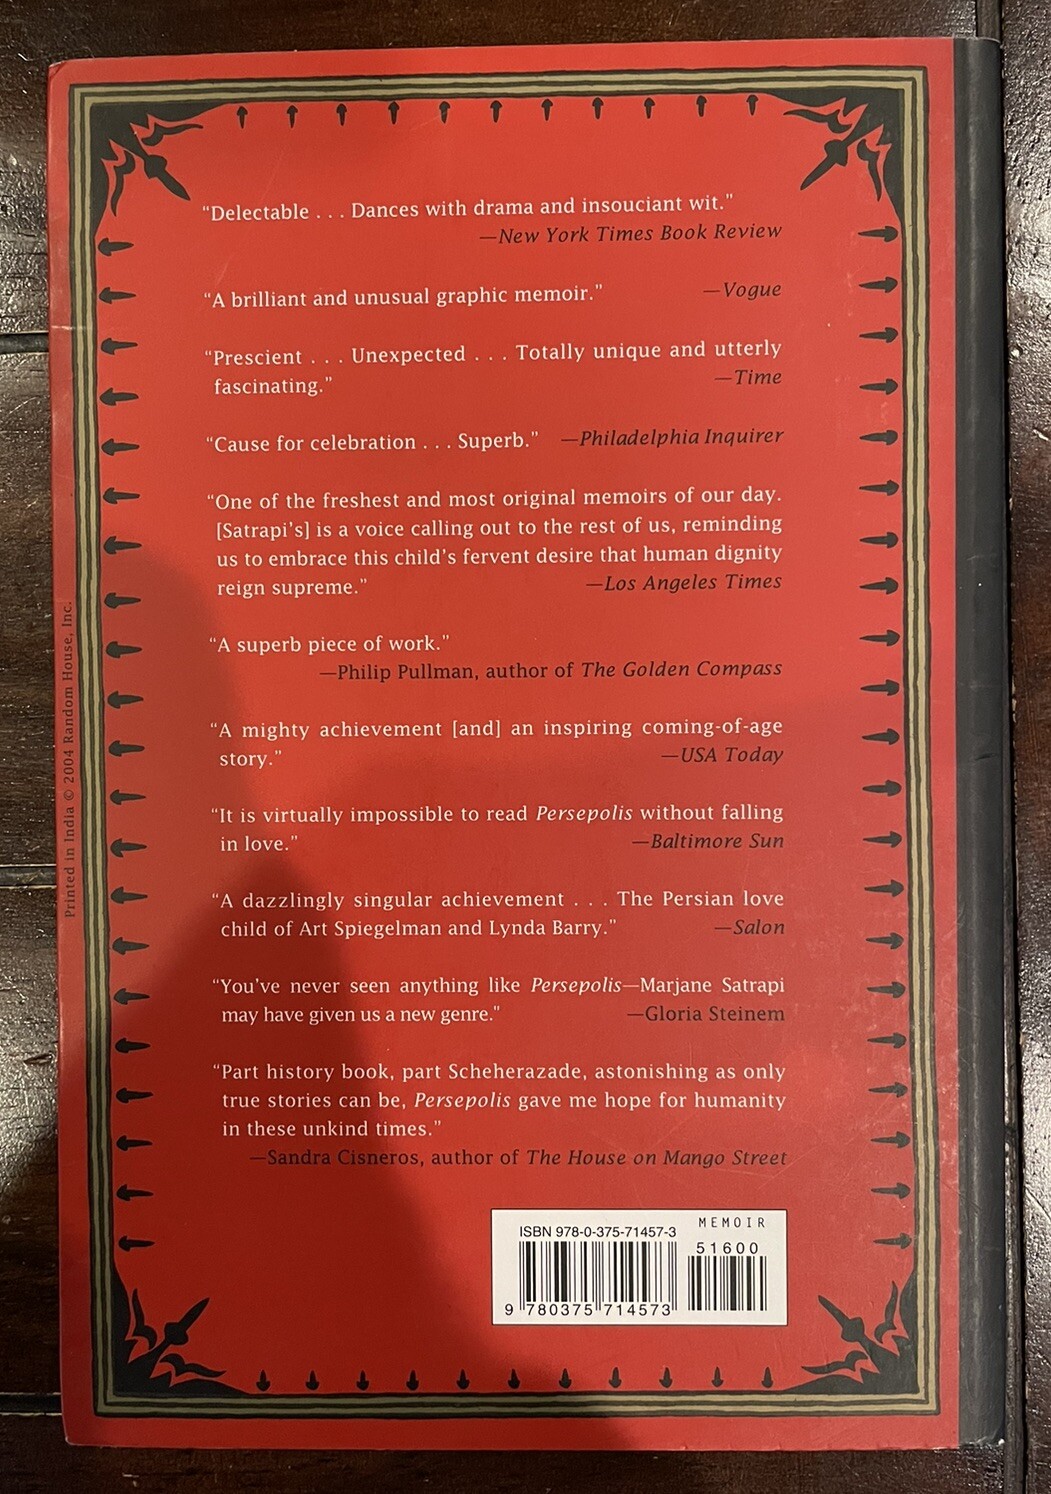 “Delectable . . . Dances with drama and insouciant wit.”
—New York Times Book Review
“A brilliant and unusual graphic memoir.” —Vogue
“Prescient . . . Unexpected . . . Totally unique and utterly
fascinating.” —Time
“Cause for celebration . . . Superb.” —Philadelphia Inquirer
“One of the freshest and most original memoirs of our day.
[Satrapi’s] is a voice calling out to the rest of us, reminding
us to embrace this child’s fervent desire that human dignity
reign supreme.” —Los Angeles Times
“A superb piece of work.”
—Philip Pullman, author of The Golden Compass
“A mighty achievement [and] an inspiring coming-of-age
story.” —USA Today
“It is virtually impossible to read Persepolis without falling
in love.” —Baltimore Sun
“A dazzlingly singular achievement . . . The Persian love
child of Art Spiegelman and Lynda Barry.” —Salon
“You’ve never seen anything like Persepolis—Marjane Satrapi
may have given us a new genre." —Gloria Steinem
“Part history book, part Scheherazade, astonishing as only
true stories can be, Persepolis gave me hope for humanity
in these unkind times.”
—Sandra Cisneros, author of The House on Mango Street
MEMOIR
ISBN 978-0-375-71457-3
51600
9 780375 714573
Printed in India © 2004 Random House, Inc.